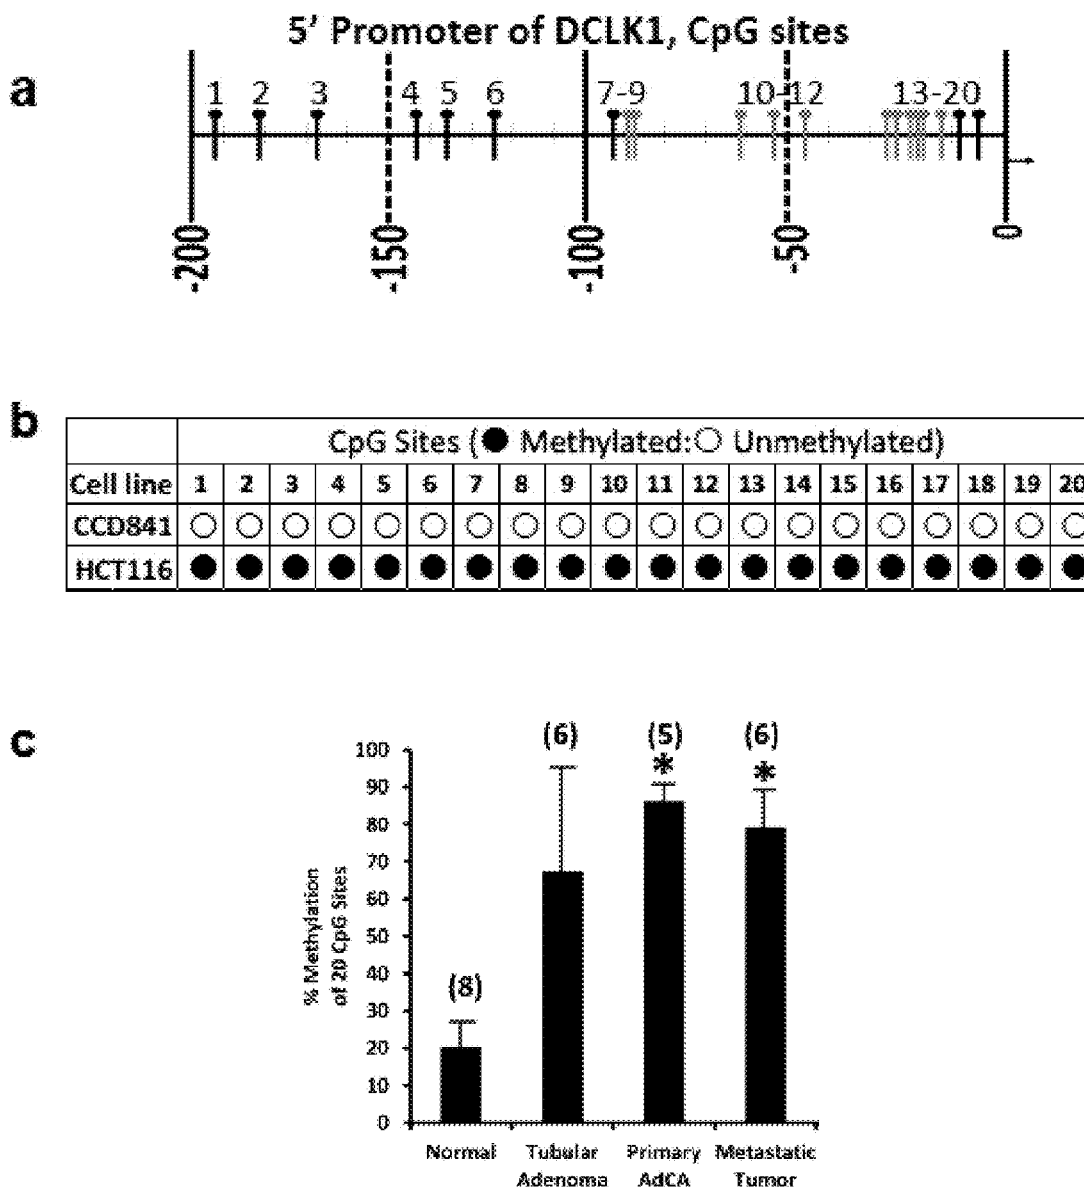 5' Promoter of DCLK1, CpG sites
a
1 2 3 4 5 6 7-9 10-12 13-20
-200 -150 -100 -50 0
b
CpG Sites (● Methylated:○ Unmethylated)
Cell line 1 2 3 4 5 6 7 8 9 10 11 12 13 14 15 16 17 18 19 20
CCD841 ○ ○ ○ ○ ○ ○ ○ ○ ○ ○ ○ ○ ○ ○ ○ ○ ○ ○ ○ ○
HCT116 ● ● ● ● ● ● ● ● ● ● ● ● ● ● ● ● ● ● ● ●
c
% Methylation
of 20 CpG Sites
100
90
80
70
60
50
40
30
20
10
0
(8)
(6)
(5)
*
(6)
*
Normal
Tubular
Adenoma
Primary
AdCA
Metastatic
Tumor